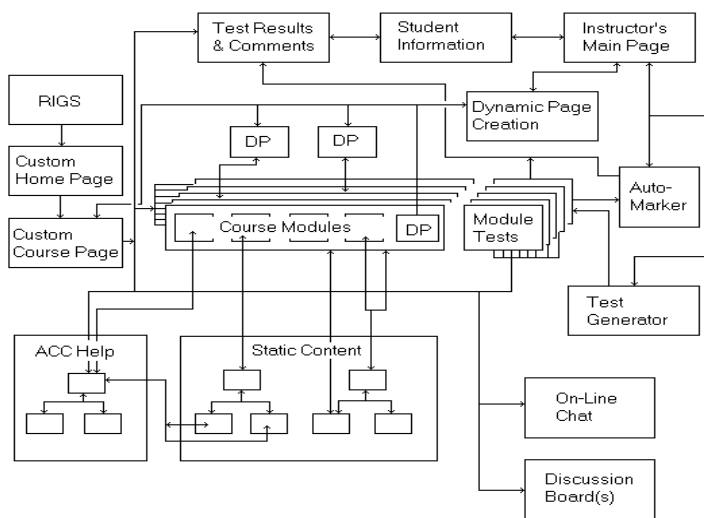 Test Results
& Comments
Student
Information
Instructor's
Main Page
RIGS
Dynamic Page
Creation
DP
DP
Custom
Home Page
Auto-
Marker
Custom
Course Page
Course Modules
DP
Module
Tests
Test
Generator
ACC Help
Static Content
On-Line
Chat
Discussion
Board(s)